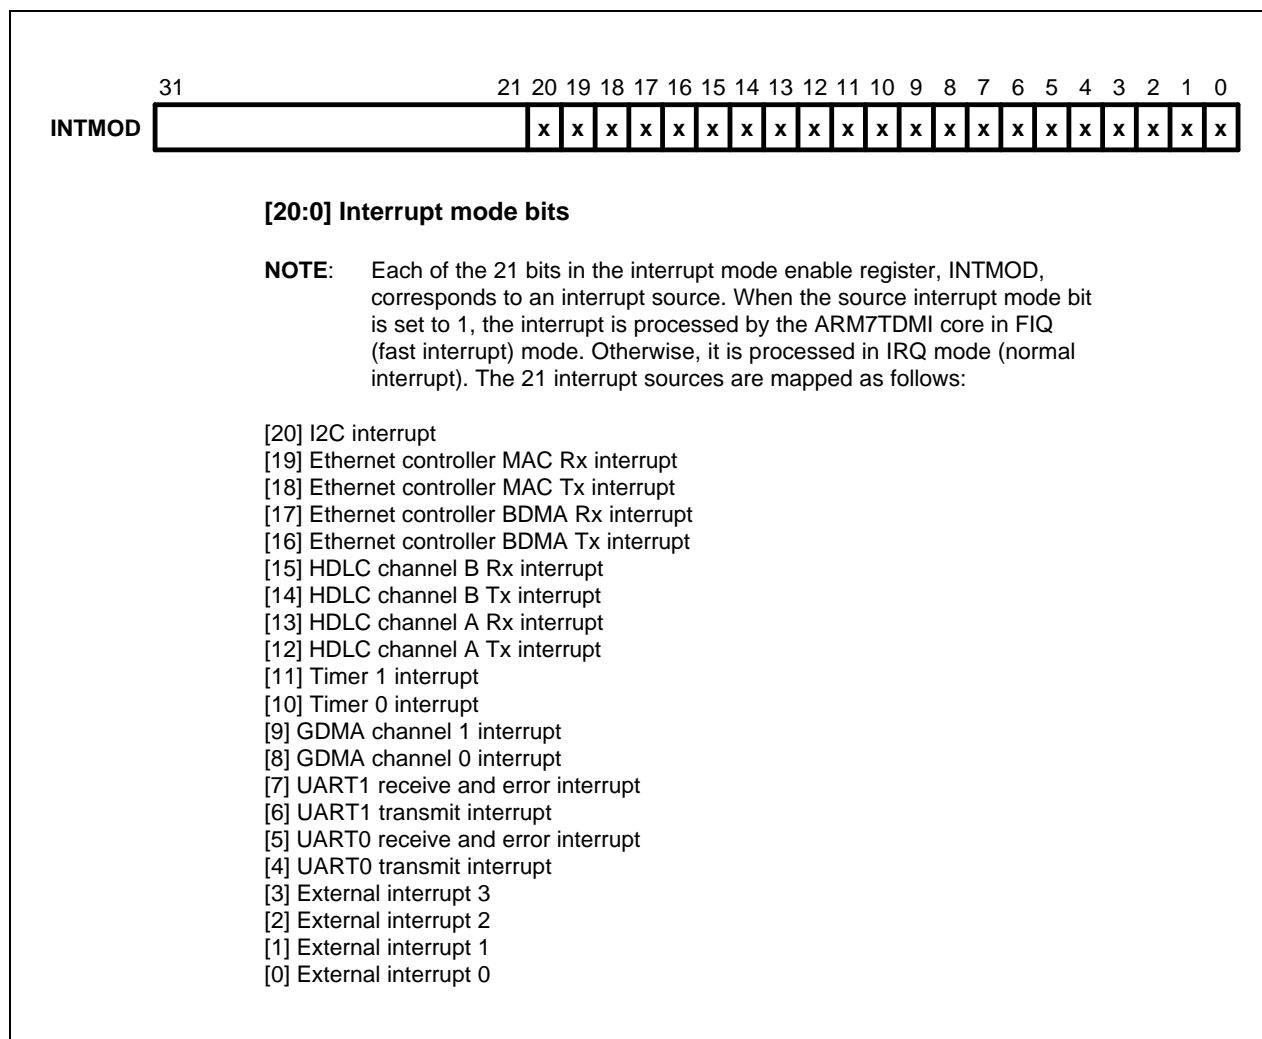 31 21 20 19 18 17 16 15 14 13 12 11 10 9 8 7 6 5 4 3 2 1 0
INTMOD x x x x x x x x x x x x x x x x x x x x x
[20:0] Interrupt mode bits
NOTE: Each of the 21 bits in the interrupt mode enable register, INTMOD,
corresponds to an interrupt source. When the source interrupt mode bit
is set to 1, the interrupt is processed by the ARM7TDMI core in FIQ
(fast interrupt) mode. Otherwise, it is processed in IRQ mode (normal
interrupt). The 21 interrupt sources are mapped as follows:
[20] I2C interrupt
[19] Ethernet controller MAC Rx interrupt
[18] Ethernet controller MAC Tx interrupt
[17] Ethernet controller BDMA Rx interrupt
[16] Ethernet controller BDMA Tx interrupt
[15] HDLC channel B Rx interrupt
[14] HDLC channel B Tx interrupt
[13] HDLC channel A Rx interrupt
[12] HDLC channel A Tx interrupt
[11] Timer 1 interrupt
[10] Timer 0 interrupt
[9] GDMA channel 1 interrupt
[8] GDMA channel 0 interrupt
[7] UART1 receive and error interrupt
[6] UART1 transmit interrupt
[5] UART0 receive and error interrupt
[4] UART0 transmit interrupt
[3] External interrupt 3
[2] External interrupt 2
[1] External interrupt 1
[0] External interrupt 0